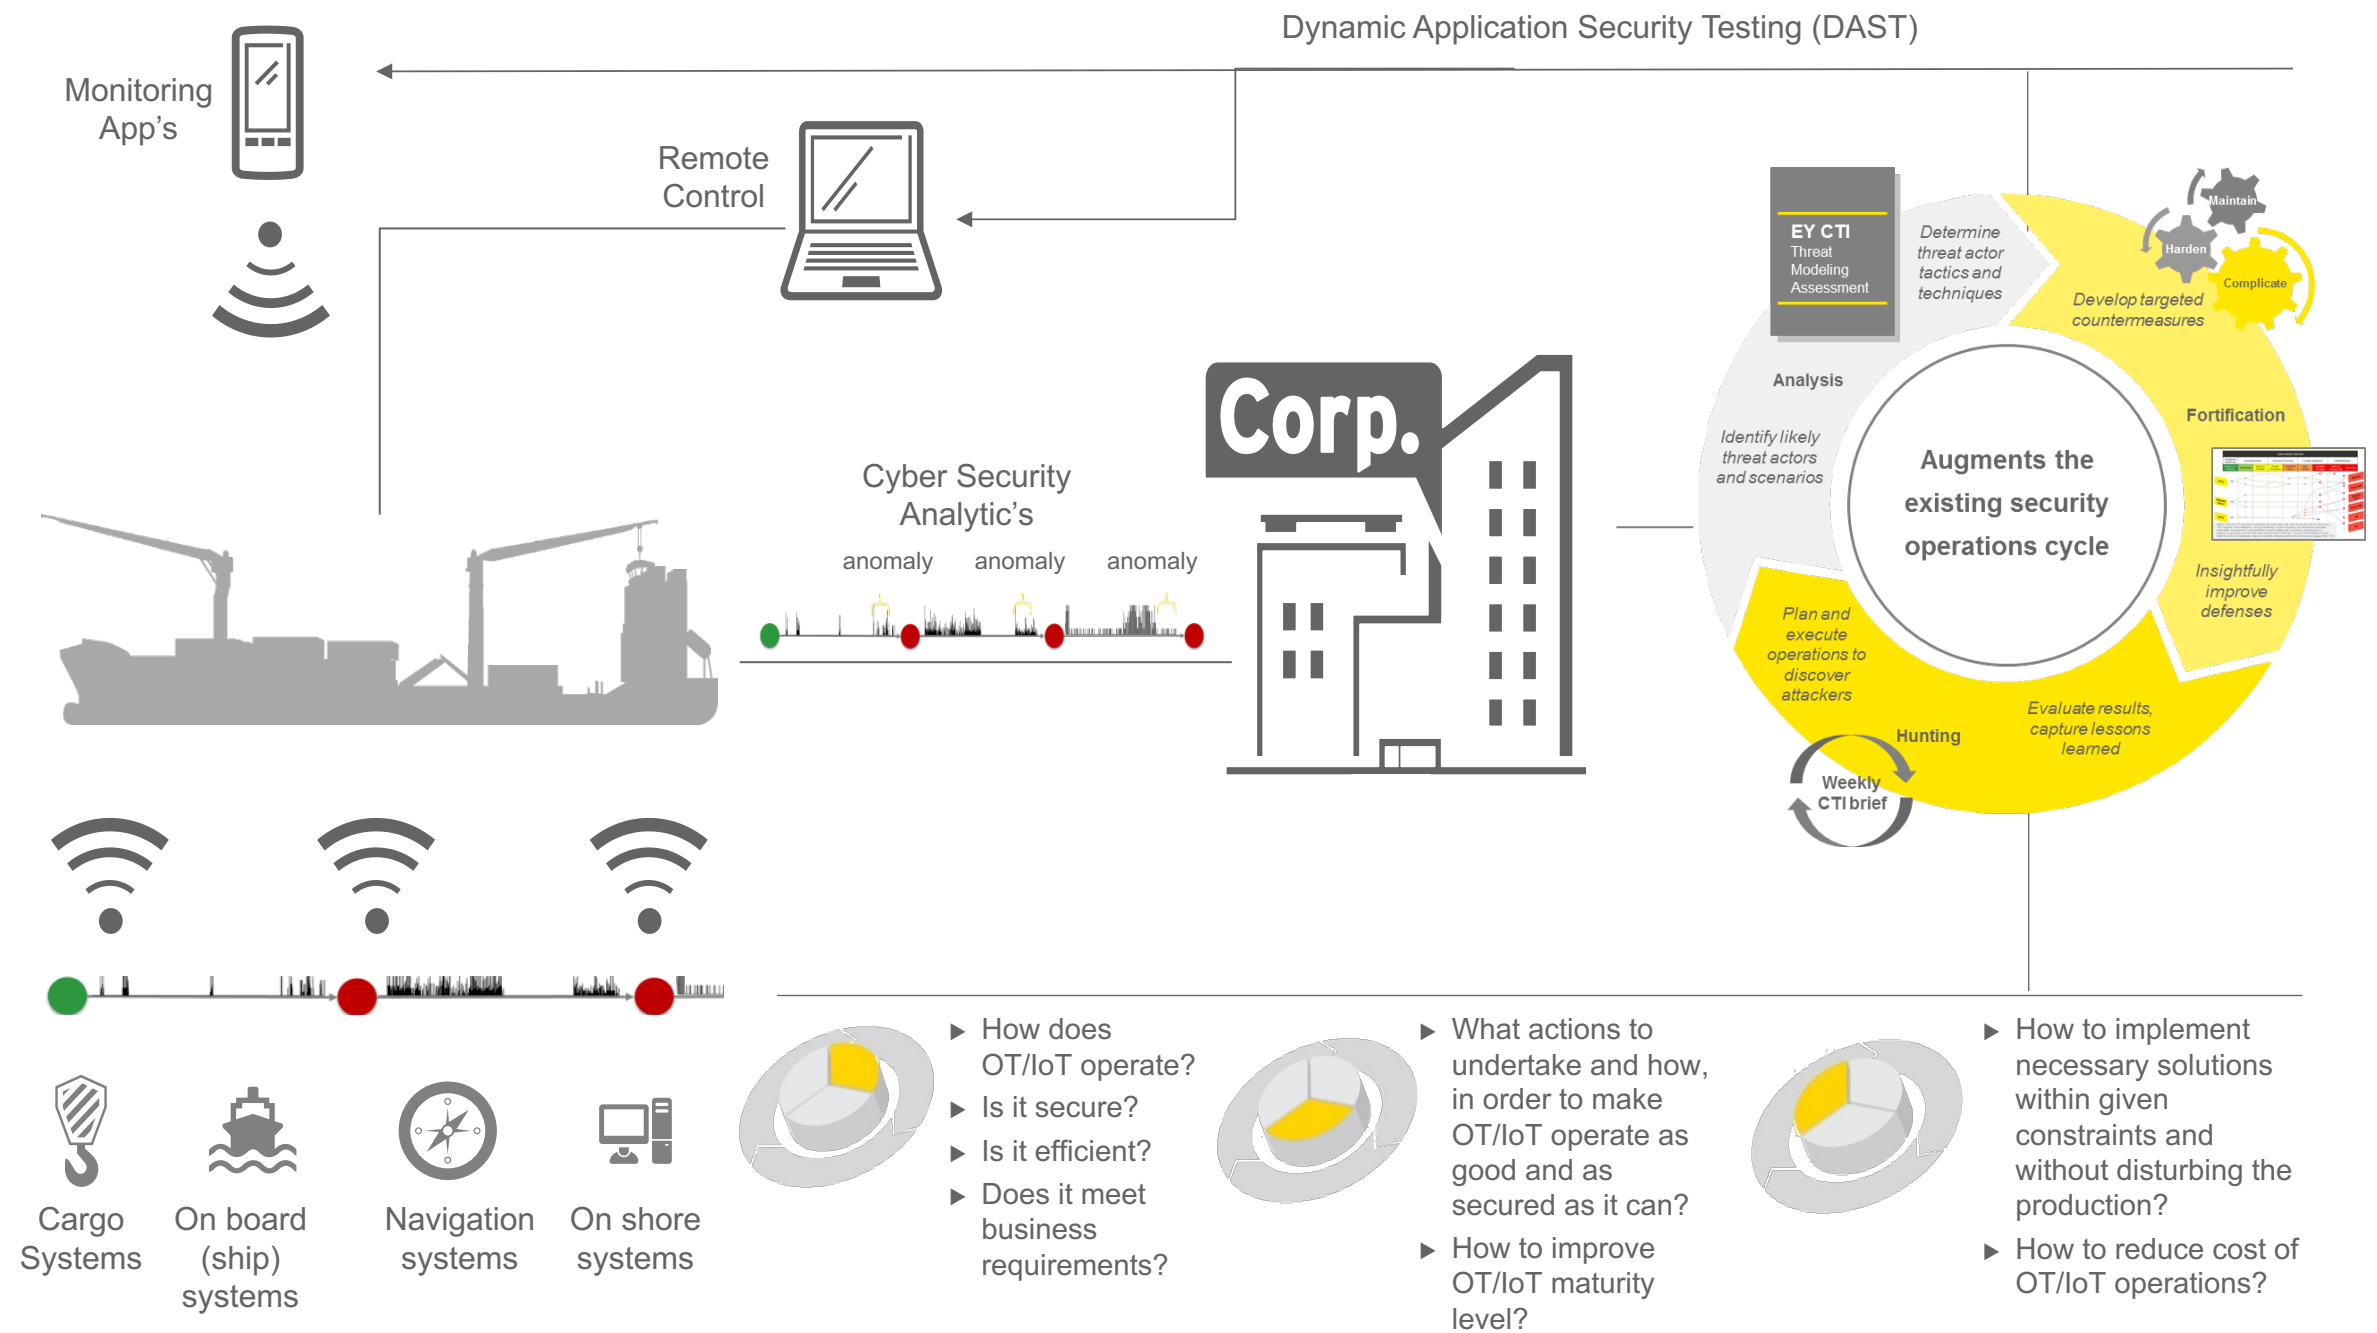 Dynamic Application Security Testing (DAST)
Monitoring
App’s
Remote
Control
EY CTI
Threat
Modeling
Assessment
Determine
threat actor
tactics and
techniques
Maintain
Harden
Complicate
Develop targeted
countermeasures
Analysis
Fortification
Identify likely
threat actors
and scenarios
Augments the
existing security
operations cycle
Insightfully
improve
defenses
Plan and
execute
operations to
discover
attackers
Evaluate results,
capture lessons
learned
Hunting
Weekly
CTI brief
Corp.
Cyber Security
Analytic’s
anomaly
anomaly
anomaly
Cargo
Systems
On board
(ship)
systems
Navigation
systems
On shore
systems
How does
OT/IoT operate?
Is it secure?
Is it efficient?
Does it meet
business
requirements?
What actions to
undertake and how,
in order to make
OT/IoT operate as
good and as
secured as it can?
How to improve
OT/IoT maturity
level?
How to implement
necessary solutions
within given
constraints and
without disturbing the
production?
How to reduce cost of
OT/IoT operations?